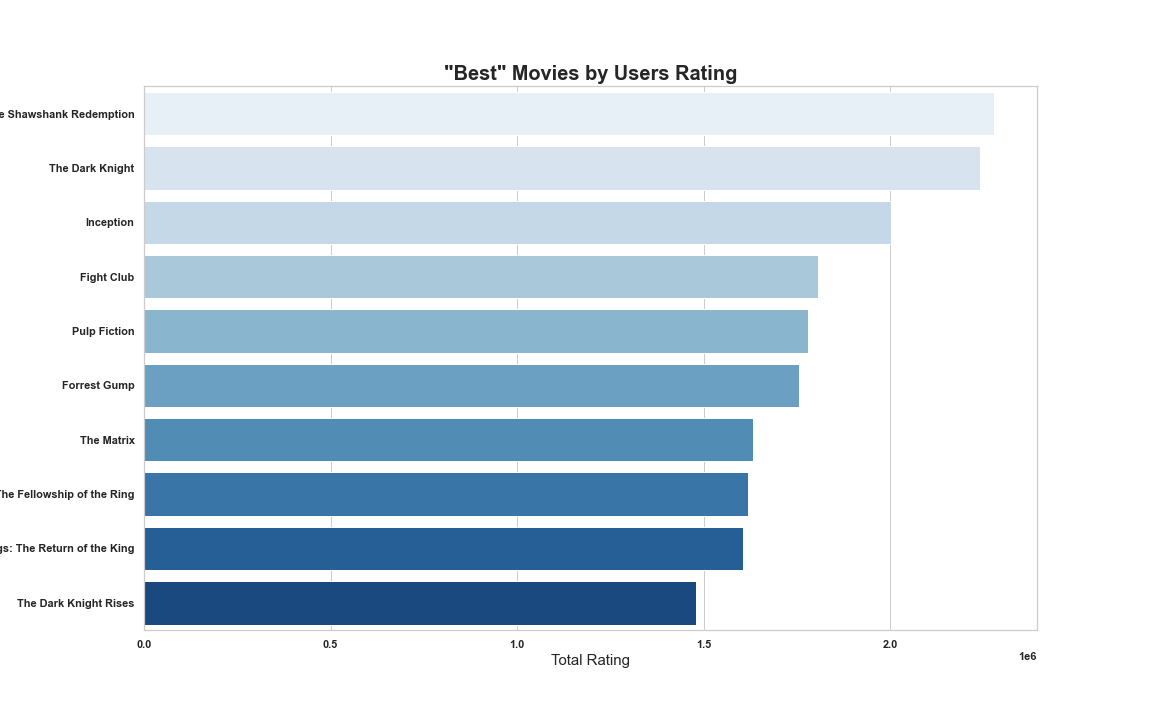 "Best" Movies by Users Rating
e Shawshank Redemption
The Dark Knight
Inception
Fight Club
Pulp Fiction
Forrest Gump
The Matrix
The Fellowship of the Ring
gs: The Return of the King
The Dark Knight Rises
0.0 0.5 1.0 1.5 2.0
1e6
Total Rating